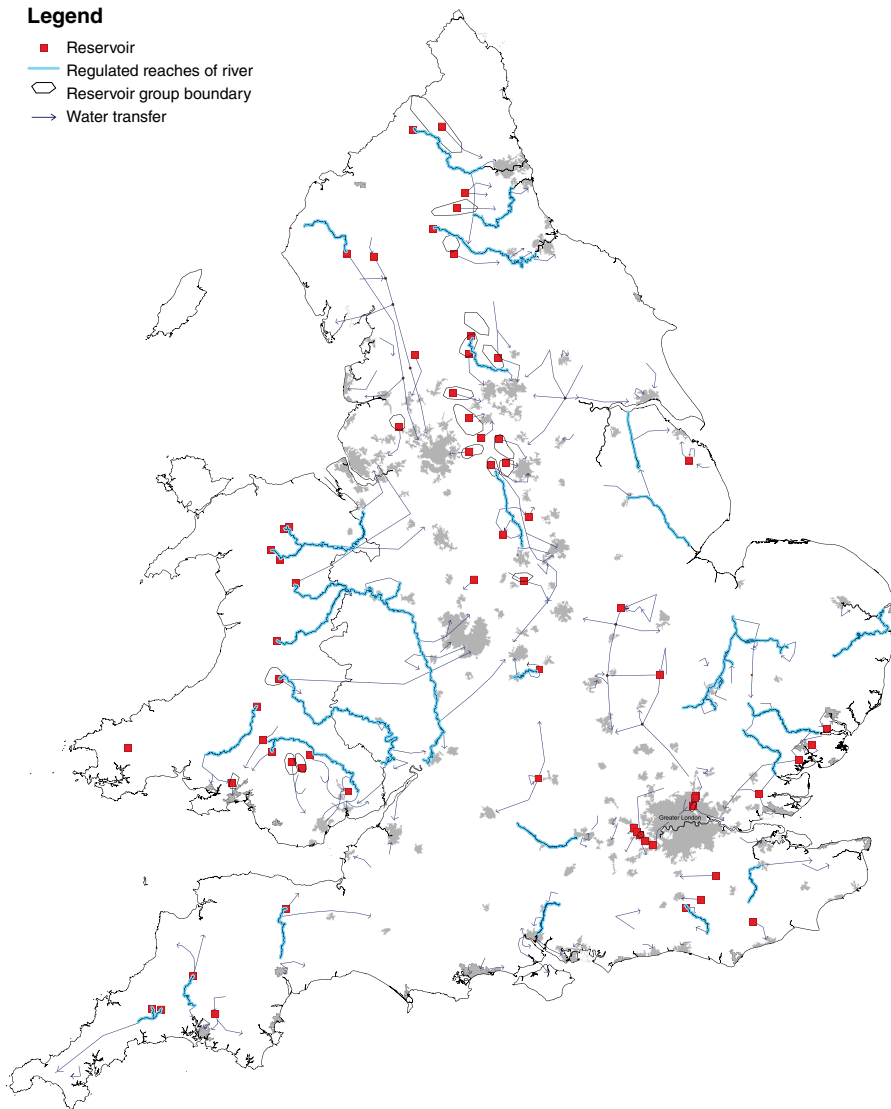 Legend
Reservoir
Regulated reaches of river
Reservoir group boundary
Water transfer
Greater London